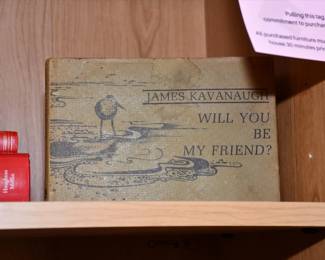 Pulling this tag
commitment to purcha
All purchased furniture mu
house 30 minutes pri
JAMES KAVANAUGH
WILL YOU
BE
MY FRIEND?